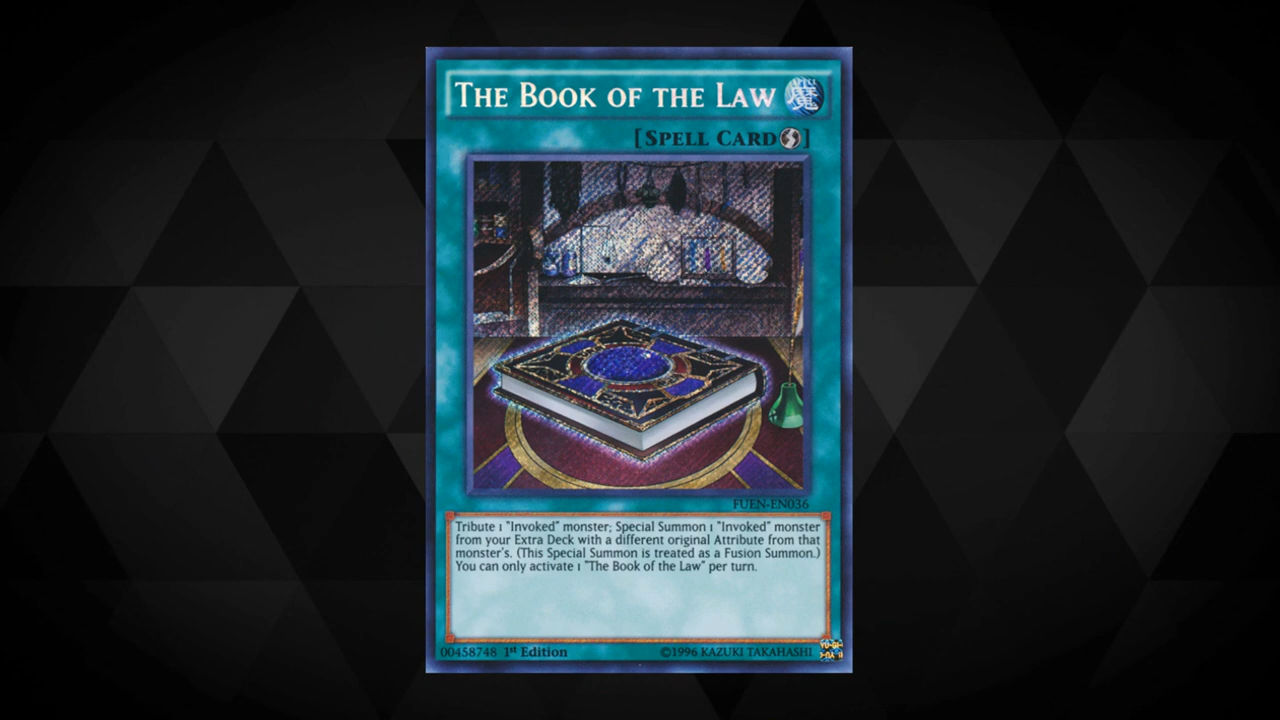 THE BOOK OF THE LAW 魔
[SPELL CARD]
FUEN-EN036
Tribute 1 "Invoked" monster; Special Summon 1 "Invoked" monster
from your Extra Deck with a different original Attribute from that
monster's. (This Special Summon is treated as a Fusion Summon.)
You can only activate 1 "The Book of the Law" per turn.
00458748 1st Edition ©1996 KAZUKI TAKAHASHI